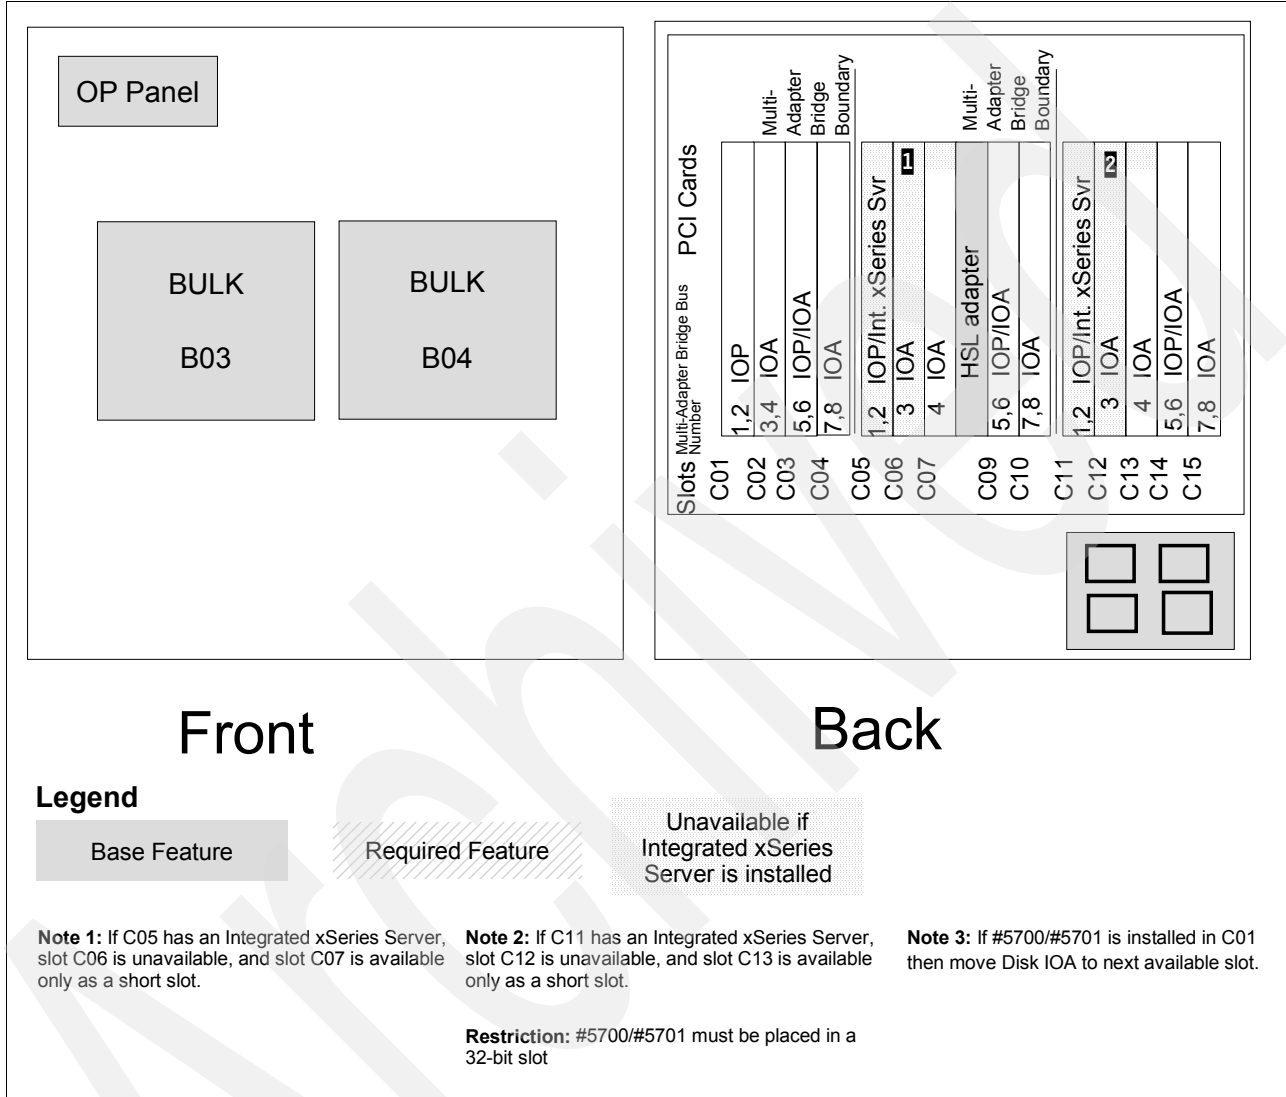 OP Panel
BULK
B03
BULK
B04
Multi-
Adapter
Bridge
Boundary
Multi-
Adapter
Bridge
Boundary
Slots
Multi-Adapter Bridge Bus
Number
PCI Cards
C01
1,2 IOP
C02
3,4 IOA
C03
5,6 IOP/IOA
C04
7,8 IOA
C05
1,2 IOP/Int. xSeries Svr
C06
3 IOA
1
C07
4 IOA
HSL adapter
C09
5,6 IOP/IOA
C10
7,8 IOA
C11
1,2 IOP/Int. xSeries Svr
C12
3 IOA
2
C13
4 IOA
C14
5,6 IOP/IOA
C15
7,8 IOA
Front
Back
Legend
Base Feature
Required Feature
Unavailable if
Integrated xSeries
Server is installed
Note 1: If C05 has an Integrated xSeries Server,
slot C06 is unavailable, and slot C07 is available
only as a short slot.
Note 2: If C11 has an Integrated xSeries Server,
slot C12 is unavailable, and slot C13 is available
only as a short slot.
Restriction: #5700/#5701 must be placed in a
32-bit slot
Note 3: If #5700/#5701 is installed in C01
then move Disk IOA to next available slot.
Archived